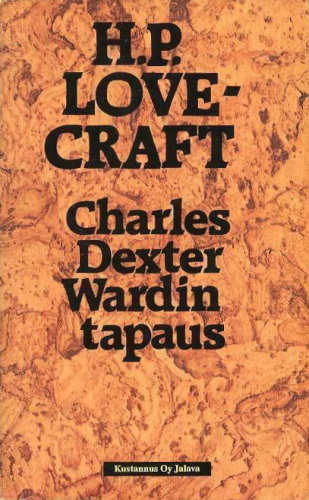 H.P.
LOVE-
CRAFT
Charles
Dexter
Wardin
tapaus
Kustannus Oy Jalava